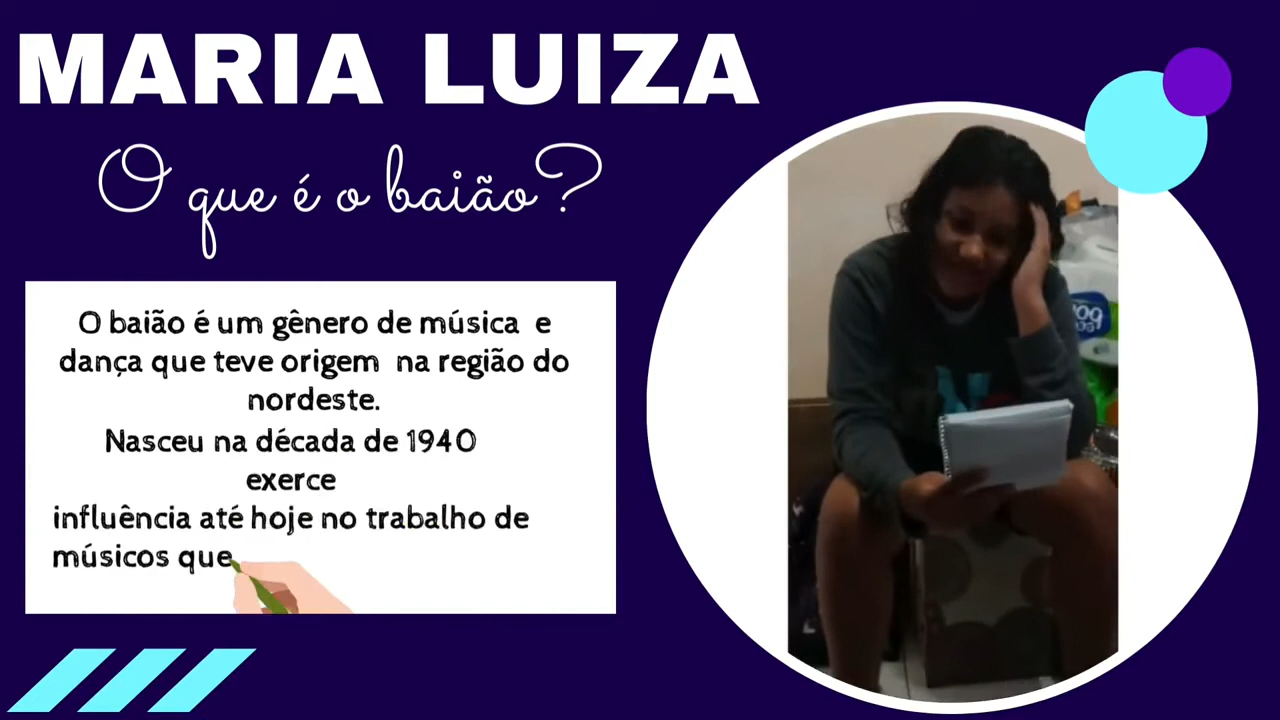 MARIA LUIZA
O que é o baião?
O baião é um gênero de música e
dança que teve origem na região do
nordeste.
Nasceu na década de 1940
exerce
influência até hoje no trabalho de
músicos que